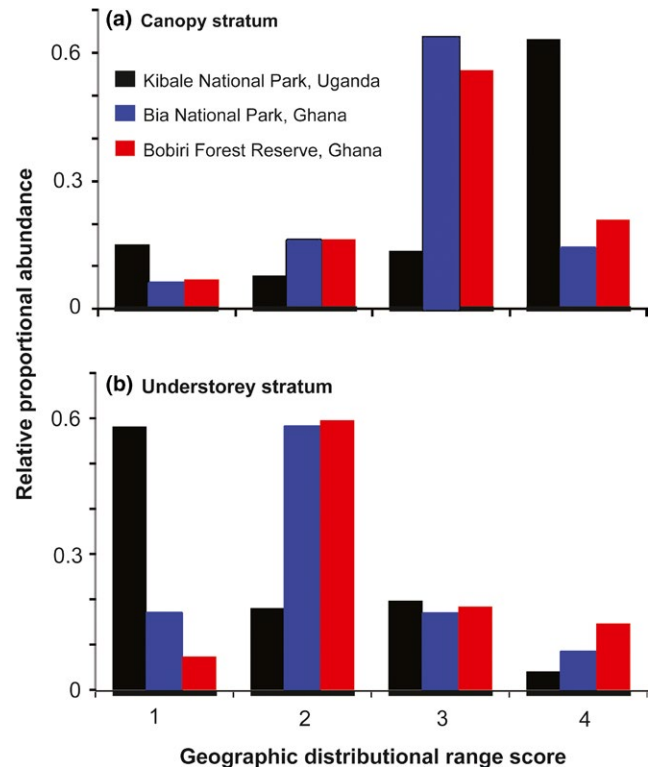 (a) Canopy stratum
0.6
Kibale National Park, Uganda
Bia National Park, Ghana
Bobiri Forest Reserve, Ghana
0.3
0
Relative proportional abundance
(b) Understorey stratum
0.6
0.3
0
1 2 3 4
Geographic distributional range score